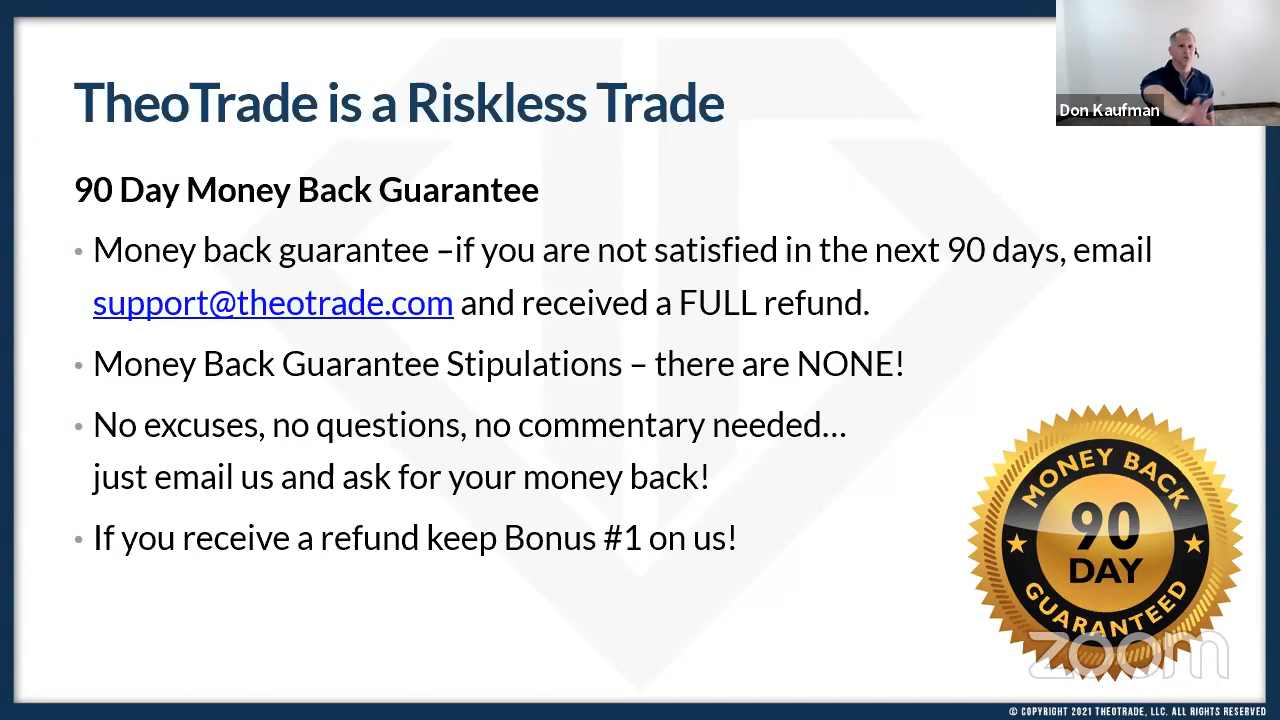 TheoTrade is a Riskless Trade
Don Kaufman
90 Day Money Back Guarantee
• Money back guarantee –if you are not satisfied in the next 90 days, email
support@theotrade.com and received a FULL refund.
• Money Back Guarantee Stipulations – there are NONE!
• No excuses, no questions, no commentary needed...
just email us and ask for your money back!
• If you receive a refund keep Bonus #1 on us!
MONEY BACK
90
DAY
GUARANTEED
zoom
© COPYRIGHT 2021 THEOTRADE, LLC. ALL RIGHTS RESERVED